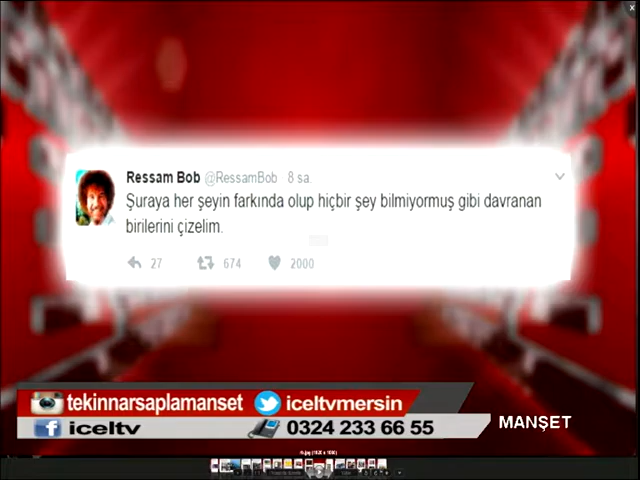 Ressam Bob @RessamBob 8 sa.
Şuraya her şeyin farkında olup hiçbir şey bilmiyormuş gibi davranan
birilerini çizelim.
27 674 2000
tekinnarsaplamanset iceltvmersin
iceltv 0324 233 66 55
MANŞET